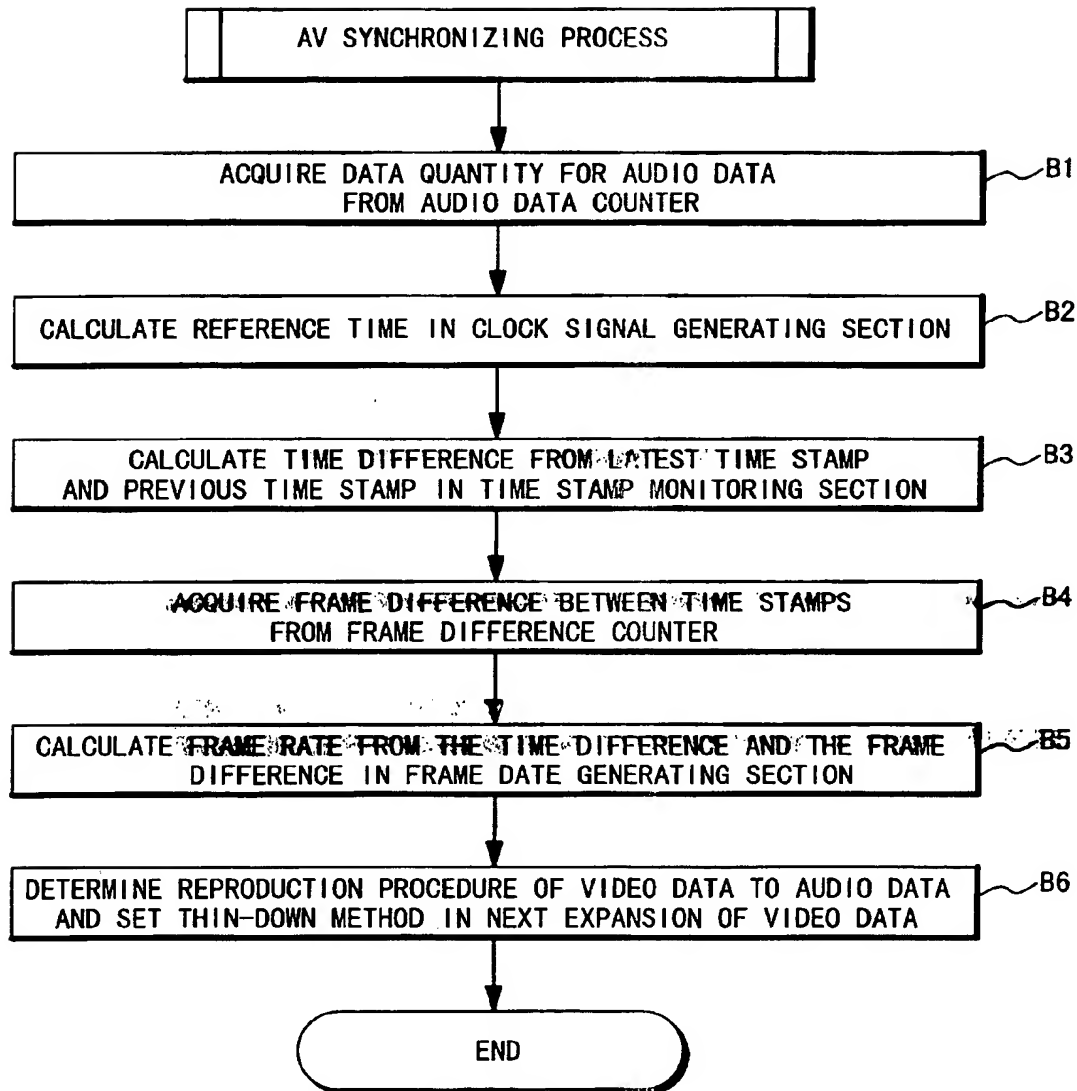 AV SYNCHRONIZING PROCESS
ACQUIRE DATA QUANTITY FOR AUDIO DATA
FROM AUDIO DATA COUNTER
B1
CALCULATE REFERENCE TIME IN CLOCK SIGNAL GENERATING SECTION
B2
CALCULATE TIME DIFFERENCE FROM LATEST TIME STAMP
AND PREVIOUS TIME STAMP IN TIME STAMP MONITORING SECTION
B3
ACQUIRE FRAME DIFFERENCE BETWEEN TIME STAMPS
FROM FRAME DIFFERENCE COUNTER
B4
CALCULATE FRAME RATE FROM THE TIME DIFFERENCE AND THE FRAME
DIFFERENCE IN FRAME DATE GENERATING SECTION
B5
DETERMINE REPRODUCTION PROCEDURE OF VIDEO DATA TO AUDIO DATA
AND SET THIN-DOWN METHOD IN NEXT EXPANSION OF VIDEO DATA
B6
END